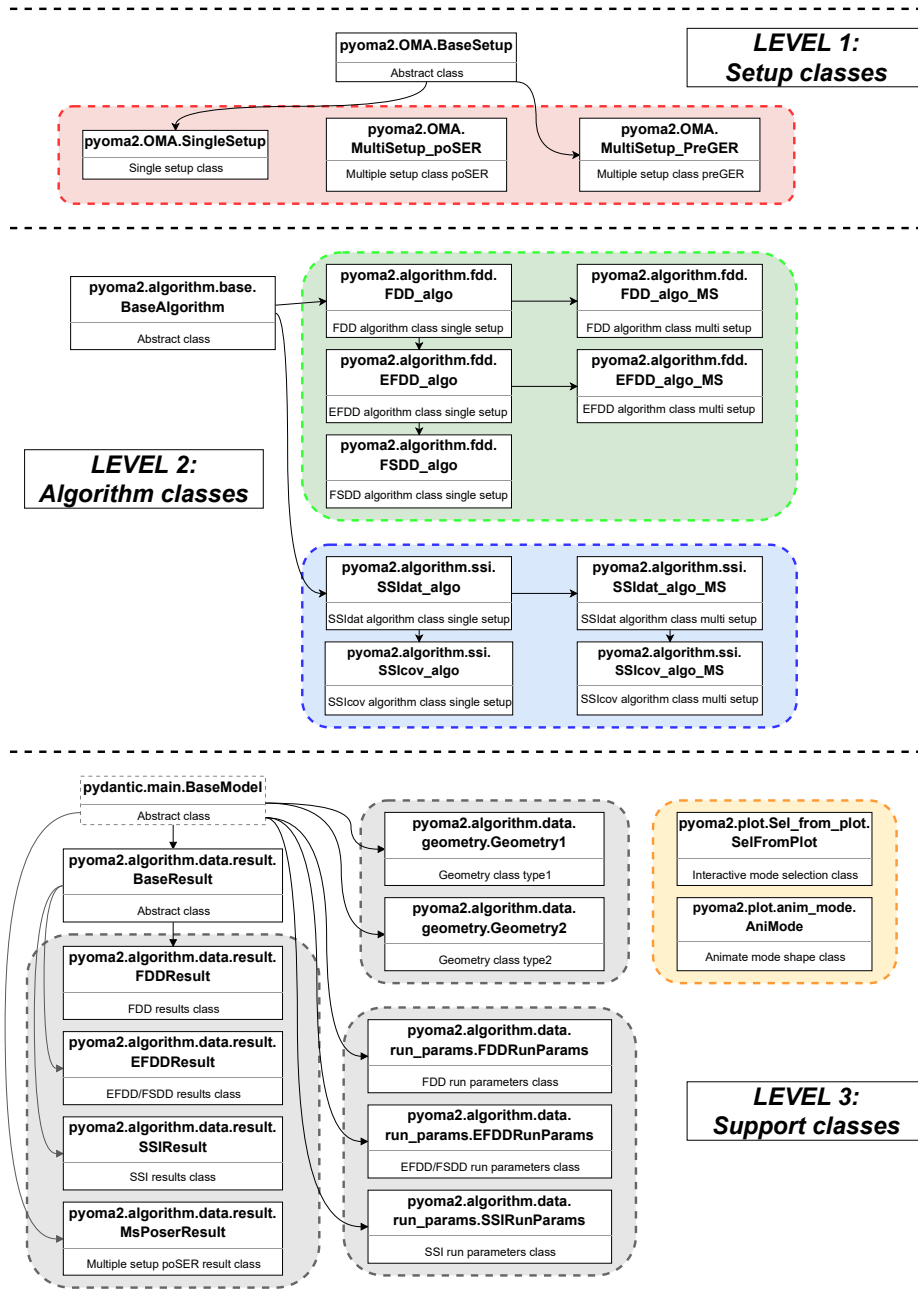 pyoma2.OMA.BaseSetup
Abstract class
LEVEL 1:
Setup classes
pyoma2.OMA.SingleSetup
Single setup class
pyoma2.OMA.
MultiSetup_poSER
Multiple setup class poSER
pyoma2.OMA.
MultiSetup_PreGER
Multiple setup class preGER
pyoma2.algorithm.base.
BaseAlgorithm
Abstract class
pyoma2.algorithm.fdd.
FDD_algo
FDD algorithm class single setup
pyoma2.algorithm.fdd.
FDD_algo_MS
FDD algorithm class multi setup
pyoma2.algorithm.fdd.
EFDD_algo
EFDD algorithm class single setup
pyoma2.algorithm.fdd.
EFDD_algo_MS
EFDD algorithm class multi setup
pyoma2.algorithm.fdd.
FSDD_algo
FSDD algorithm class single setup
LEVEL 2:
Algorithm classes
pyoma2.algorithm.ssi.
SSIdat_algo
SSIdat algorithm class single setup
pyoma2.algorithm.ssi.
SSIdat_algo_MS
SSIdat algorithm class multi setup
pyoma2.algorithm.ssi.
SSIcov_algo
SSIcov algorithm class single setup
pyoma2.algorithm.ssi.
SSIcov_algo_MS
SSIcov algorithm class multi setup
pydantic.main.BaseModel
Abstract class
pyoma2.algorithm.data.result.
BaseResult
Abstract class
pyoma2.algorithm.data.result.
FDDResult
FDD results class
pyoma2.algorithm.data.result.
EFDDResult
EFDD/FSDD results class
pyoma2.algorithm.data.result.
SSIResult
SSI results class
pyoma2.algorithm.data.result.
MsPoserResult
Multiple setup poSER result class
pyoma2.algorithm.data.
geometry.Geometry1
Geometry class type1
pyoma2.algorithm.data.
geometry.Geometry2
Geometry class type2
pyoma2.algorithm.data.
run_params.FDDRunParams
FDD run parameters class
pyoma2.algorithm.data.
run_params.EFDDRunParams
EFDD/FSDD run parameters class
pyoma2.algorithm.data.
run_params.SSIRunParams
SSI run parameters class
pyoma2.plot.Sel_from_plot.
SelFromPlot
Interactive mode selection class
pyoma2.plot.anim_mode.
AniMode
Animate mode shape class
LEVEL 3:
Support classes